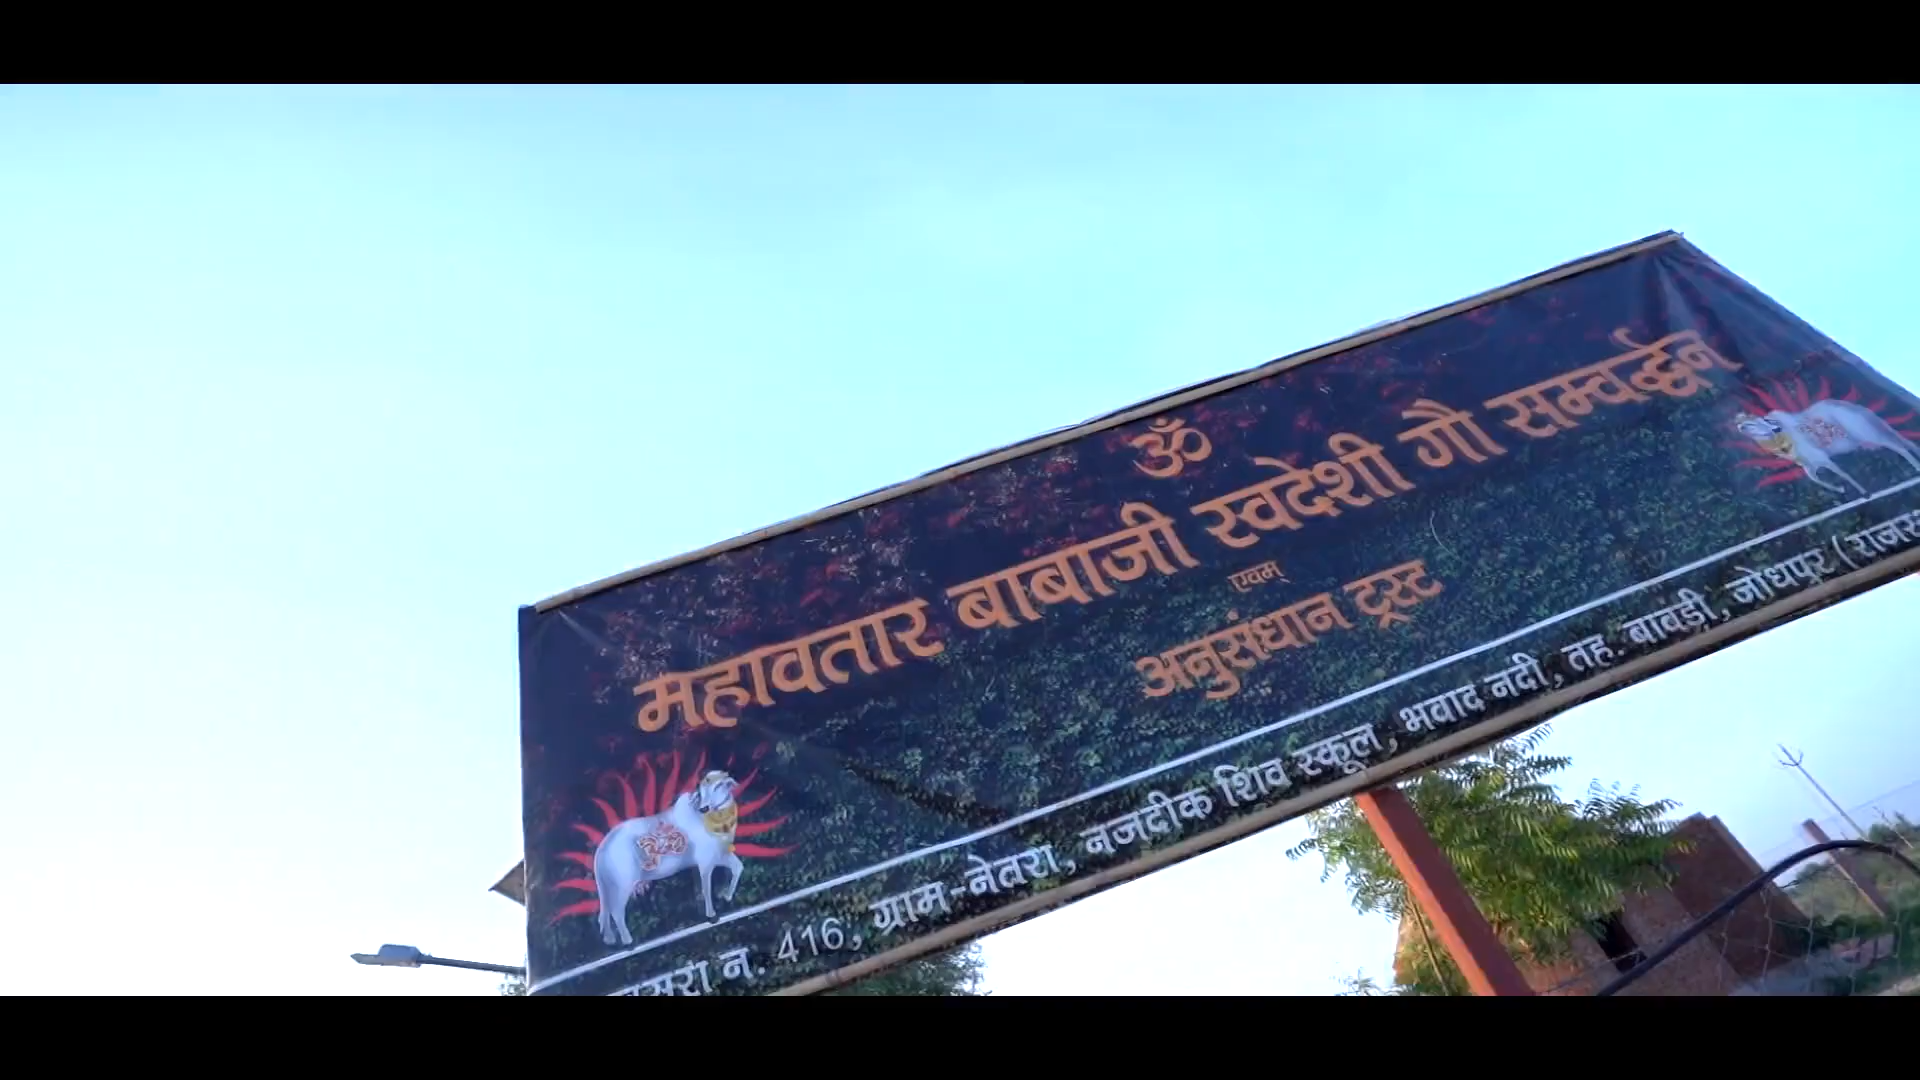 ॐ
महावतार बाबाजी स्वदेशी गौ सम्वर्द्धन
एवम्
अनुसंधान ट्रस्ट
न. 416, ग्राम-नेतरा, नजदीक शिव स्कूल, भवाद नदी, तह. बावड़ी, जोधपुर